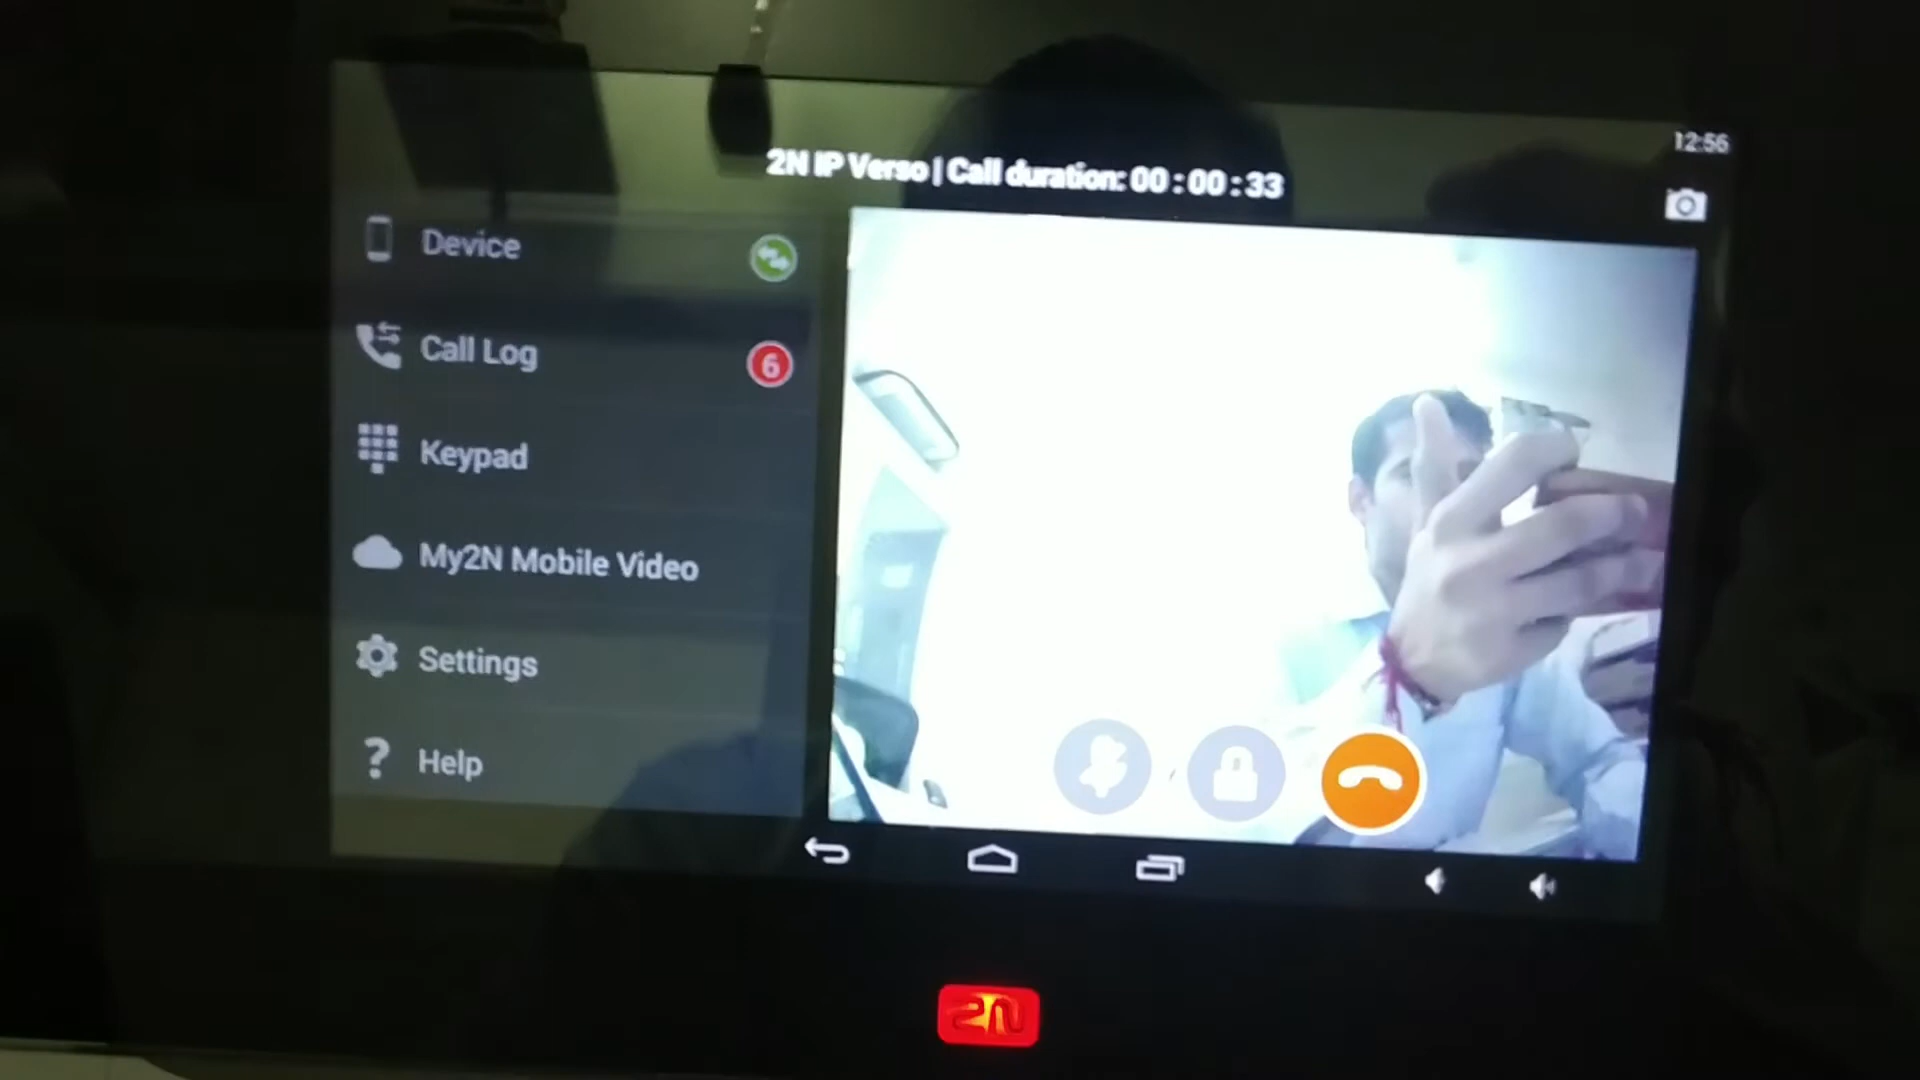 12:56
2N IP Verso | Call duration: 00 : 00 : 33
Device
Call Log
6
Keypad
My2N Mobile Video
Settings
? Help
2N